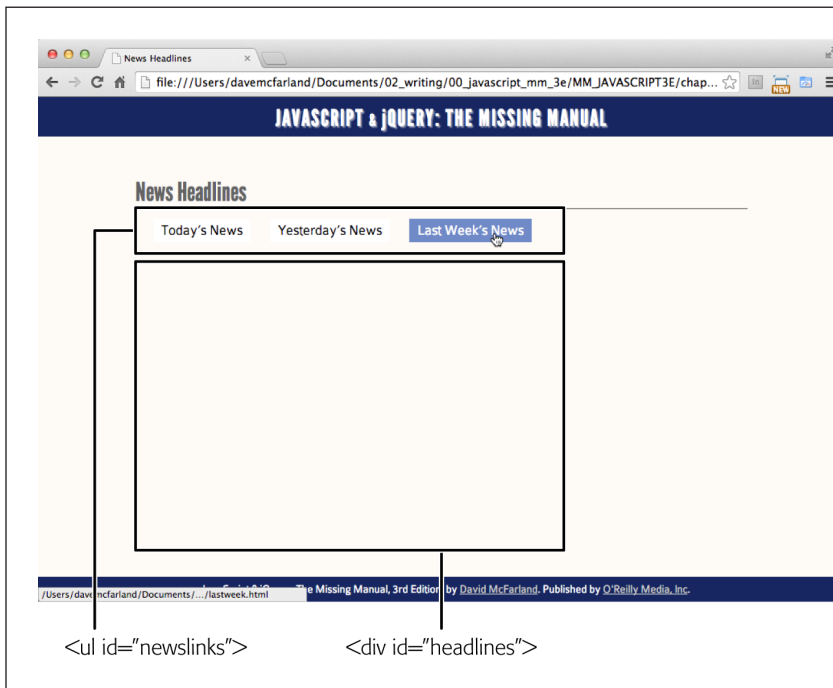 News Headlines
file:///Users/davemcfarland/Documents/02_writing/00_javascript_mm_3e/MM_JAVASCRIPT3E/chap...
NEW
JAVASCRIPT & jQUERY: THE MISSING MANUAL
News Headlines
Today's News Yesterday's News Last Week's News
The Missing Manual, 3rd Edition, by David McFarland. Published by O'Reilly Media, Inc.
/Users/davemcfarland/Documents/.../lastweek.html
<ul id="newslinks"> <div id="headlines">